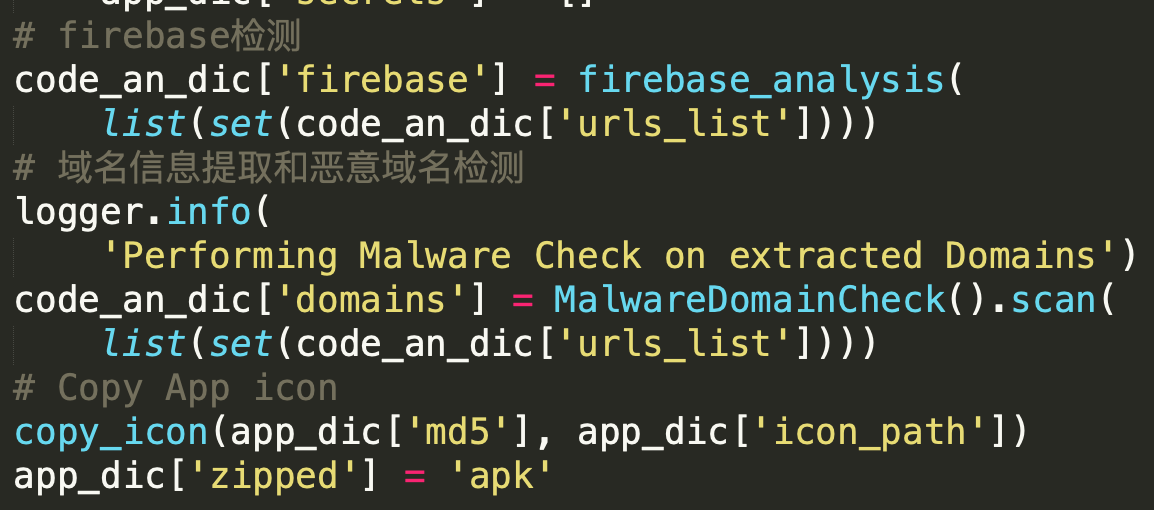 app_dic['secrets'] = []
# firebase检测
code_an_dic['firebase'] = firebase_analysis(
    list(set(code_an_dic['urls_list'])))
# 域名信息提取和恶意域名检测
logger.info(
    'Performing Malware Check on extracted Domains')
code_an_dic['domains'] = MalwareDomainCheck().scan(
    list(set(code_an_dic['urls_list'])))
# Copy App icon
copy_icon(app_dic['md5'], app_dic['icon_path'])
app_dic['zipped'] = 'apk'